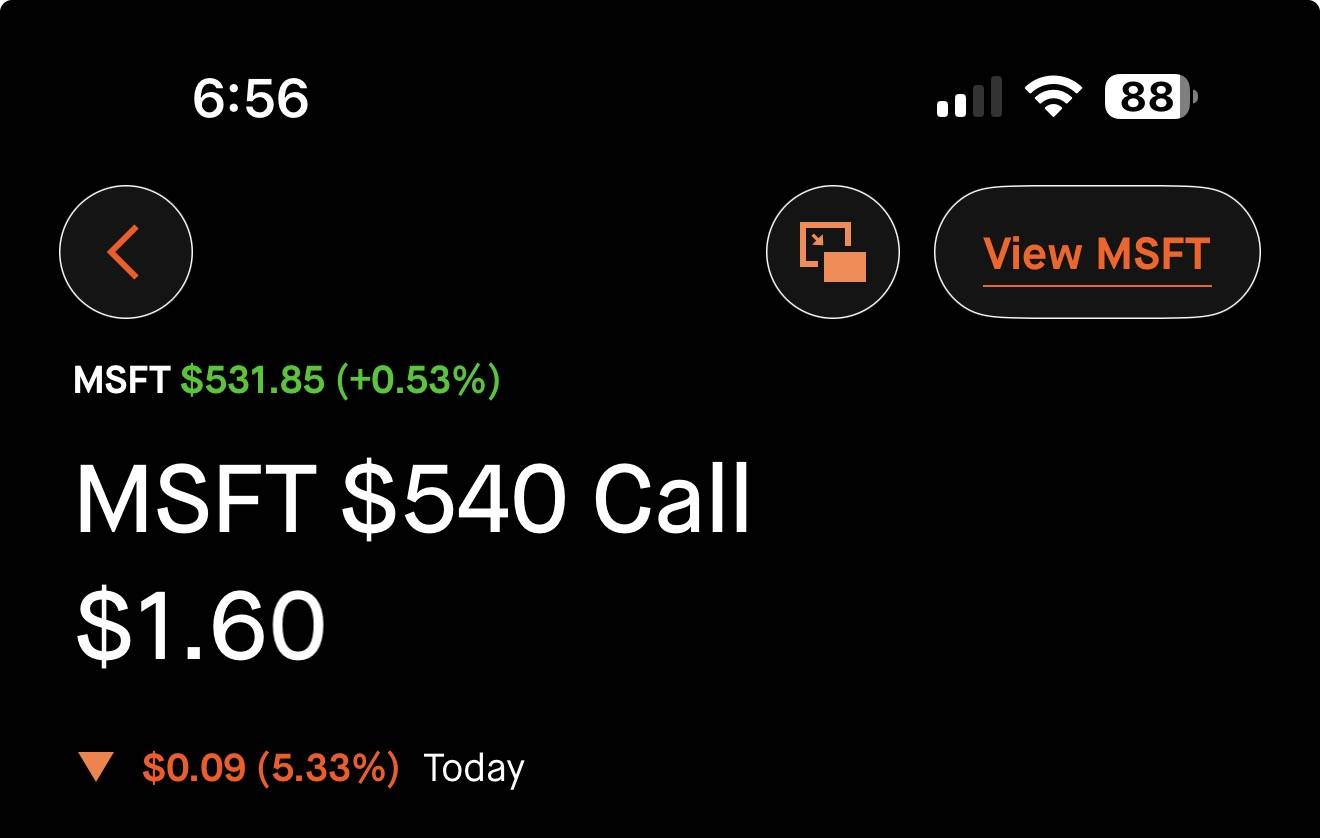 6:56 88
View MSFT
MSFT $531.85 (+0.53%)
MSFT $540 Call
$1.60
▼ $0.09 (5.33%) Today